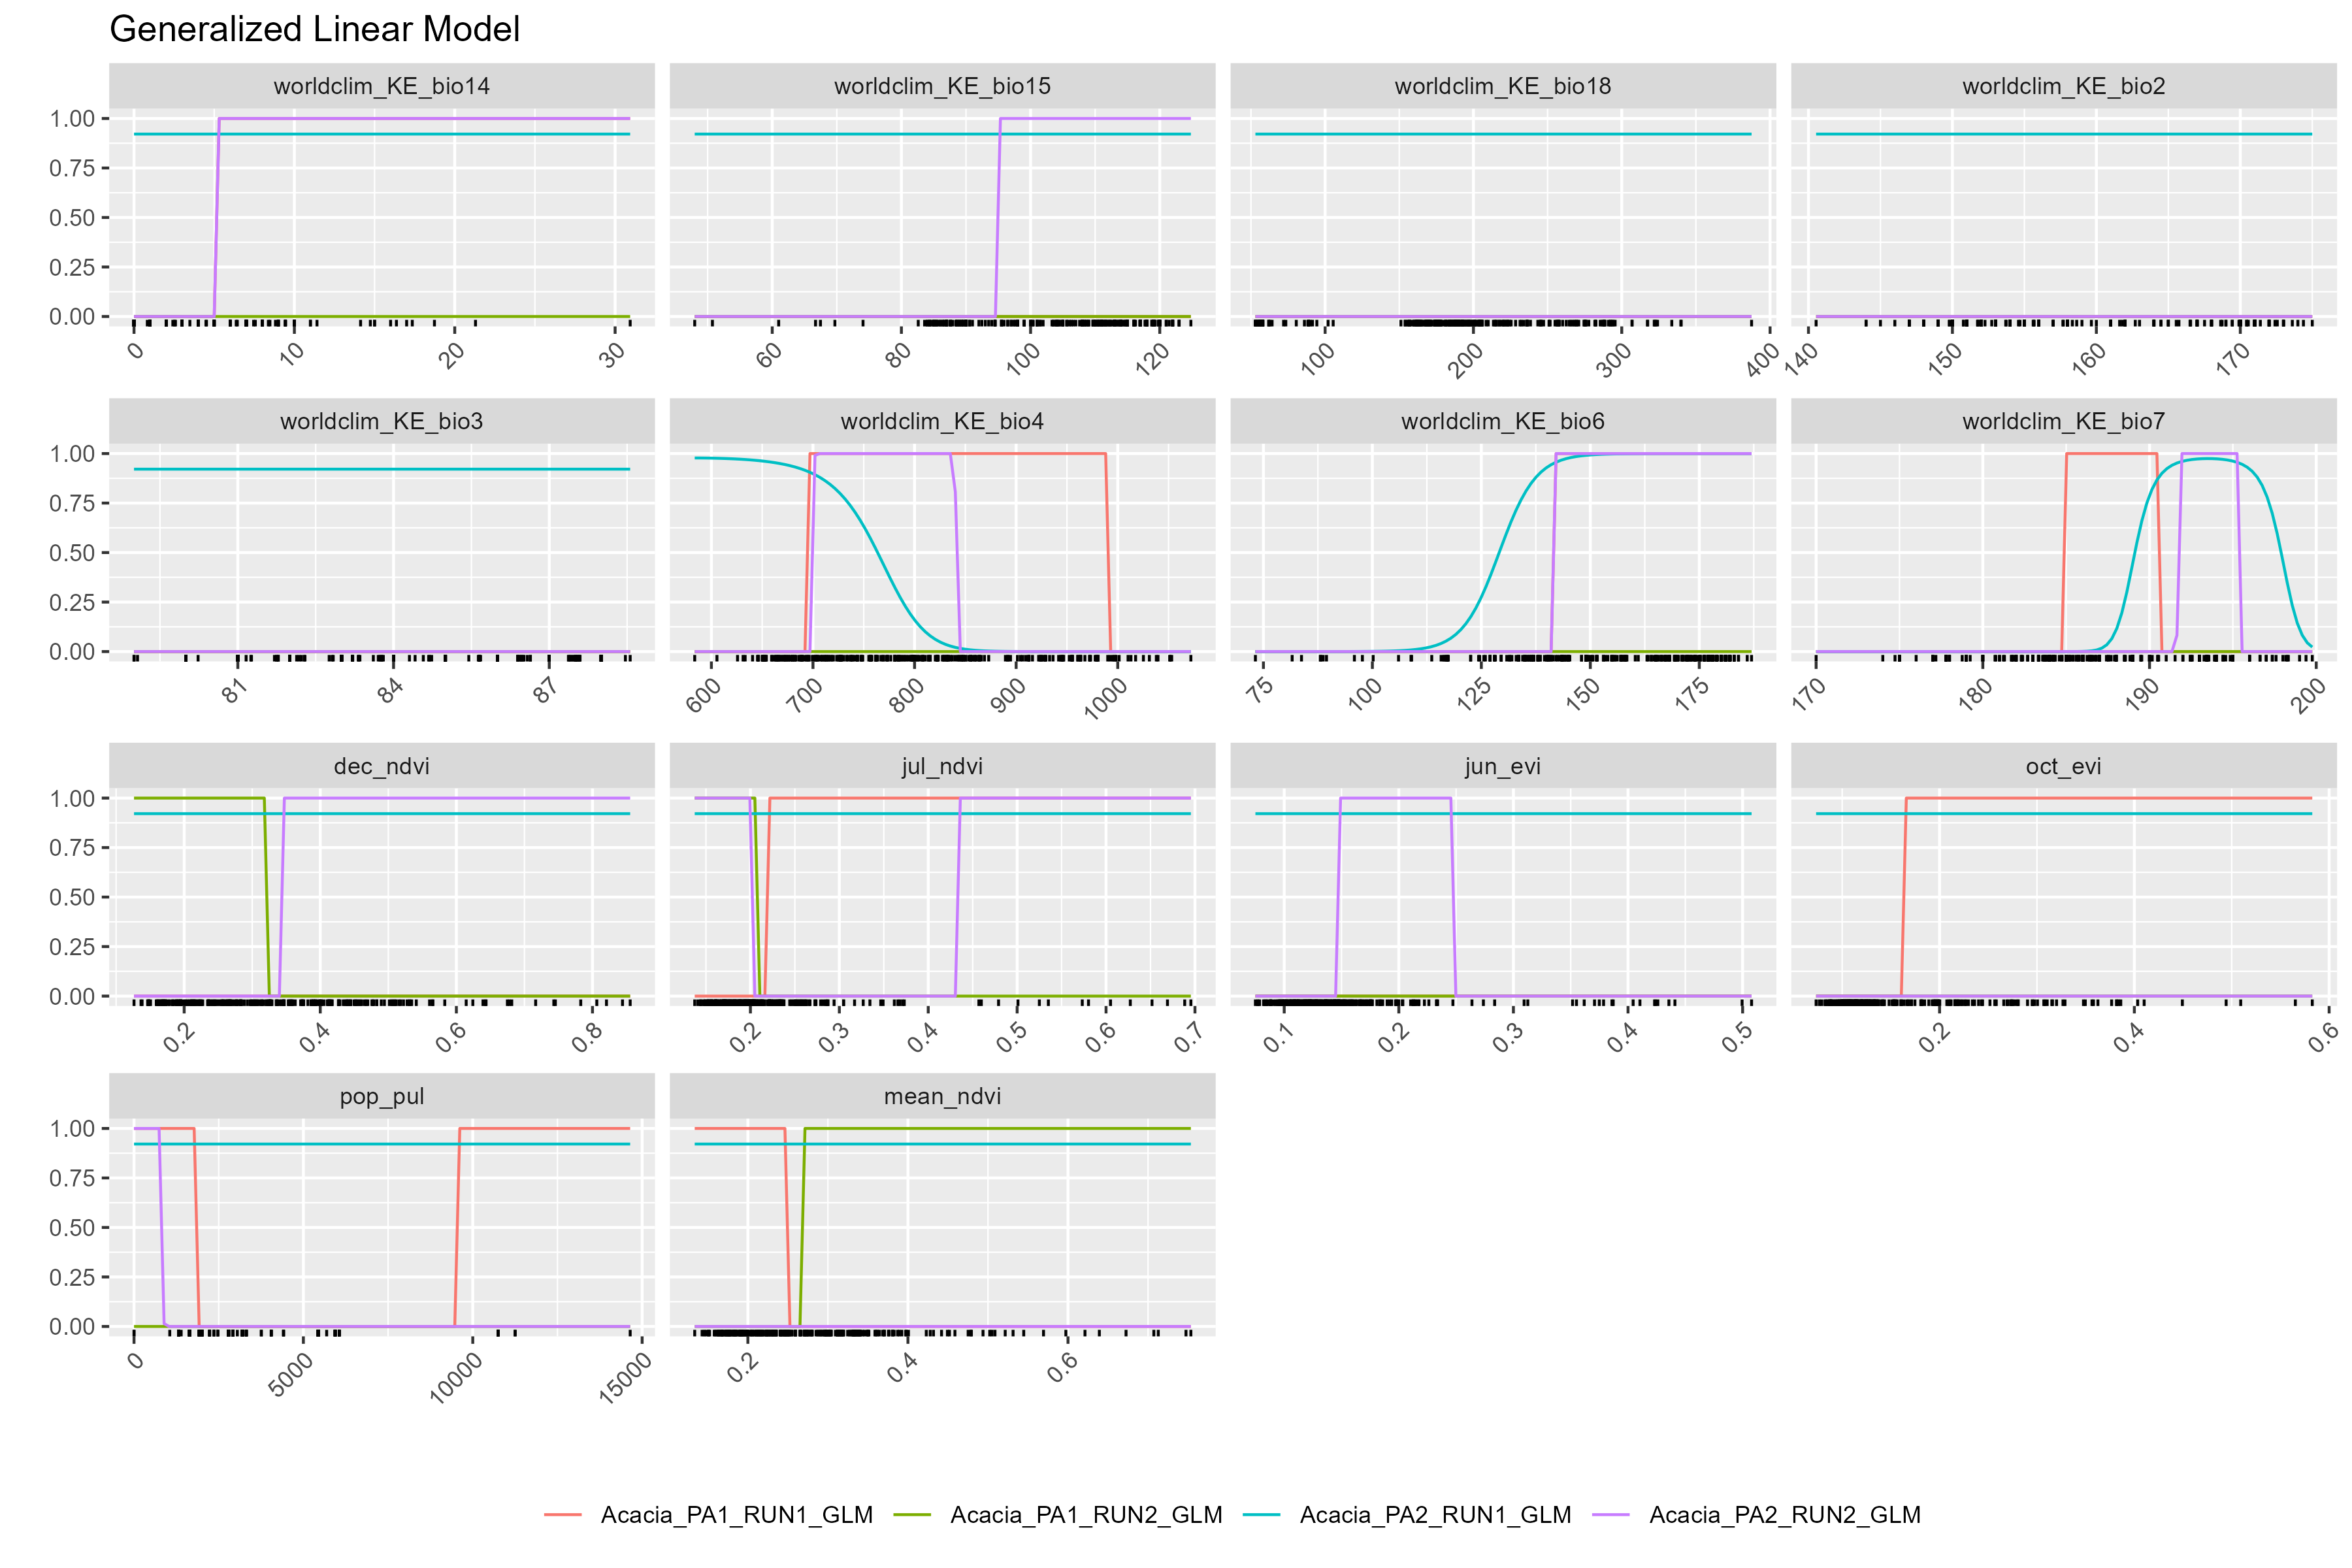 Generalized Linear Model
worldclim_KE_bio14 worldclim_KE_bio15 worldclim_KE_bio18 worldclim_KE_bio2
1.00
0.75
0.50
0.25
0.00
0 10 20 30 60 80 100 120 100 200 300 400 140 150 160 170
worldclim_KE_bio3 worldclim_KE_bio4 worldclim_KE_bio6 worldclim_KE_bio7
1.00
0.75
0.50
0.25
0.00
81 84 87 600 700 800 900 1000 75 100 125 150 175 170 180 190 200
dec_ndvi jul_ndvi jun_evi oct_evi
1.00
0.75
0.50
0.25
0.00
0.2 0.4 0.6 0.8 0.2 0.3 0.4 0.5 0.6 0.7 0.1 0.2 0.3 0.4 0.5 0.2 0.4 0.6
pop_pul mean_ndvi
1.00
0.75
0.50
0.25
0.00
0 5000 10000 15000 0.2 0.4 0.6
Acacia_PA1_RUN1_GLM Acacia_PA1_RUN2_GLM Acacia_PA2_RUN1_GLM Acacia_PA2_RUN2_GLM